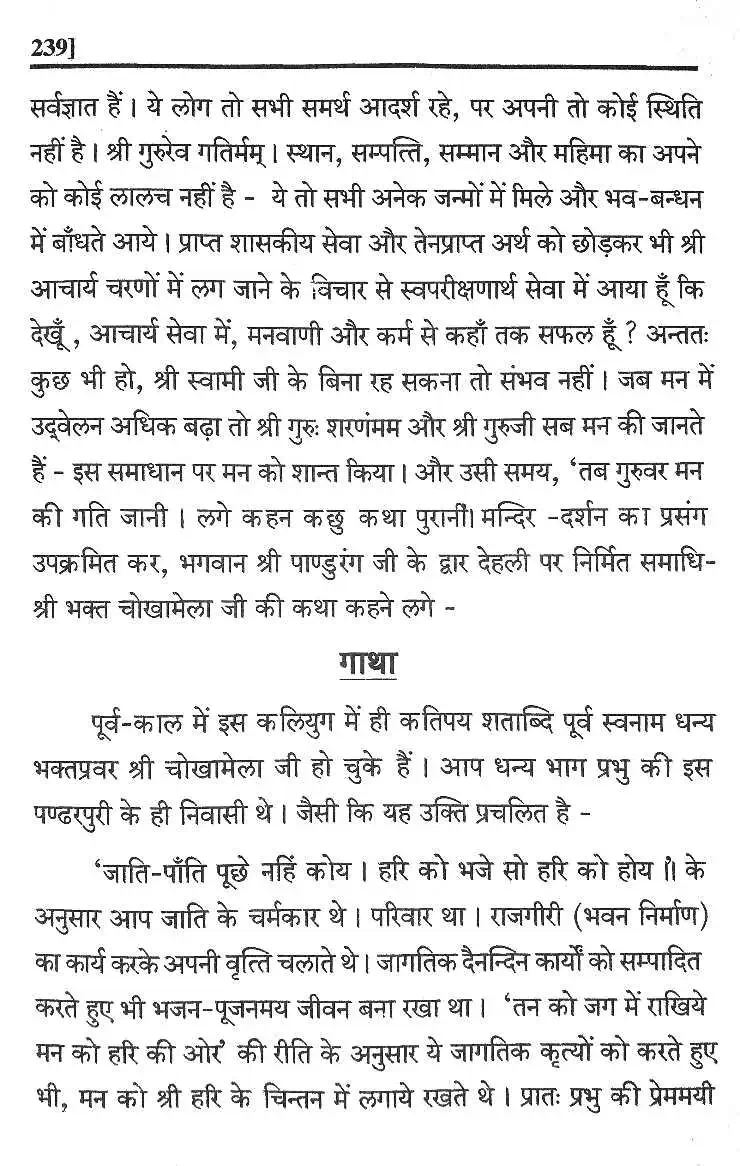 239]
सर्वज्ञात हैं। ये लोग तो सभी समर्थ आदर्श रहे, पर अपनी तो कोई स्थिति
नहीं है। श्री गुरुरेव गतिर्मम्। स्थान, सम्पत्ति, सम्मान और महिमा का अपने
को कोई लालच नहीं है - ये तो सभी अनेक जन्मों में मिले और भव-बन्धन
में बाँधते आये। प्राप्त शासकीय सेवा और तेनप्राप्त अर्थ को छोड़कर भी श्री
आचार्य चरणों में लग जाने के विचार से स्वपरीक्षणार्थ सेवा में आया हूँ कि
देखूँ , आचार्य सेवा में, मनवाणी और कर्म से कहाँ तक सफल हूँ ? अन्ततः
कुछ भी हो, श्री स्वामी जी के बिना रह सकना तो संभव नहीं। जब मन में
उद्‌वेलन अधिक बढ़ा तो श्री गुरुः शरणंमम और श्री गुरुजी सब मन की जानते
हैं - इस समाधान पर मन को शान्त किया। और उसी समय, 'तब गुरुवर मन
की गति जानी । लगे कहन कछु कथा पुरानी।। मन्दिर -दर्शन का प्रसंग
उपक्रमित कर, भगवान श्री पाण्डुरंग जी के द्वार देहली पर निर्मित समाधि-
श्री भक्त चोखामेला जी की कथा कहने लगे -
गाथा
पूर्व-काल में इस कलियुग में ही कतिपय शताब्दि पूर्व स्वनाम धन्य
भक्तप्रवर श्री चोखामेला जी हो चुके हैं। आप धन्य भाग प्रभु की इस
पण्ढरपुरी के ही निवासी थे। जैसी कि यह उक्ति प्रचलित है -
'जाति-पाँति पूछे नहिं कोय। हरि को भजे सो हरि को होय।। के
अनुसार आप जाति के चर्मकार थे। परिवार था। राजगीरी (भवन निर्माण)
का कार्य करके अपनी वृत्ति चलाते थे। जागतिक दैनन्दिन कार्यों को सम्पादित
करते हुए भी भजन-पूजनमय जीवन बना रखा था। 'तन को जग में राखिये
मन को हरि की ओर' की रीति के अनुसार ये जागतिक कृत्यों को करते हुए
भी, मन को श्री हरि के चिन्तन में लगाये रखते थे। प्रातः प्रभु की प्रेममयी